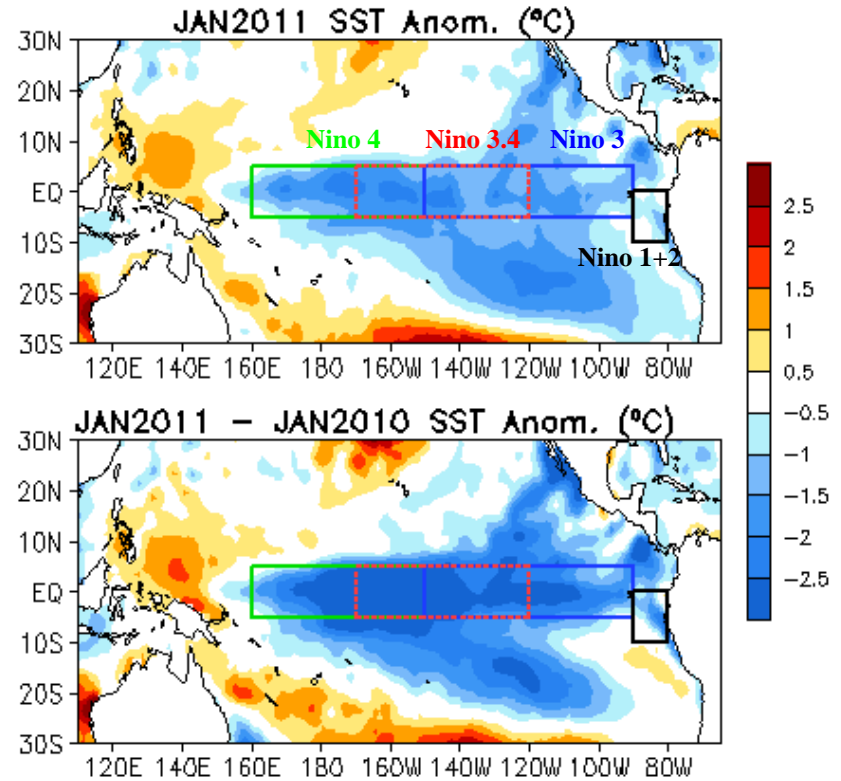 JAN2011 SST Anom. (ºC)
30N
20N
10N
EQ
10S
20S
30S
Nino 4 Nino 3.4 Nino 3
Nino 1+2
120E 140E 160E 180 160W 140W 120W 100W 80W
JAN2011 – JAN2010 SST Anom. (ºC)
30N
20N
10N
EQ
10S
20S
30S
120E 140E 160E 180 160W 140W 120W 100W 80W
2.5
2
1.5
1
0.5
−0.5
−1
−1.5
−2
−2.5